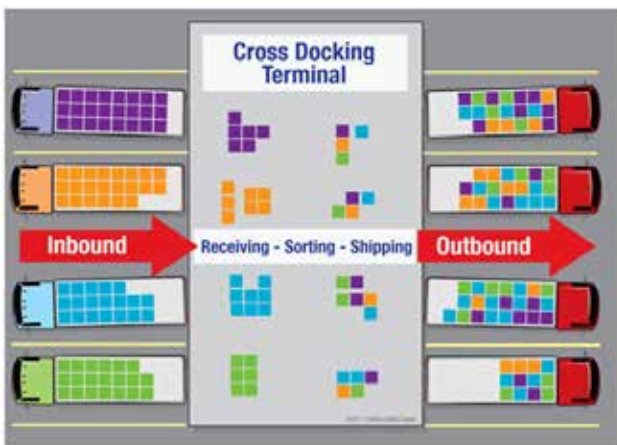 Cross Docking
Terminal
Inbound
Receiving - Sorting - Shipping
Outbound